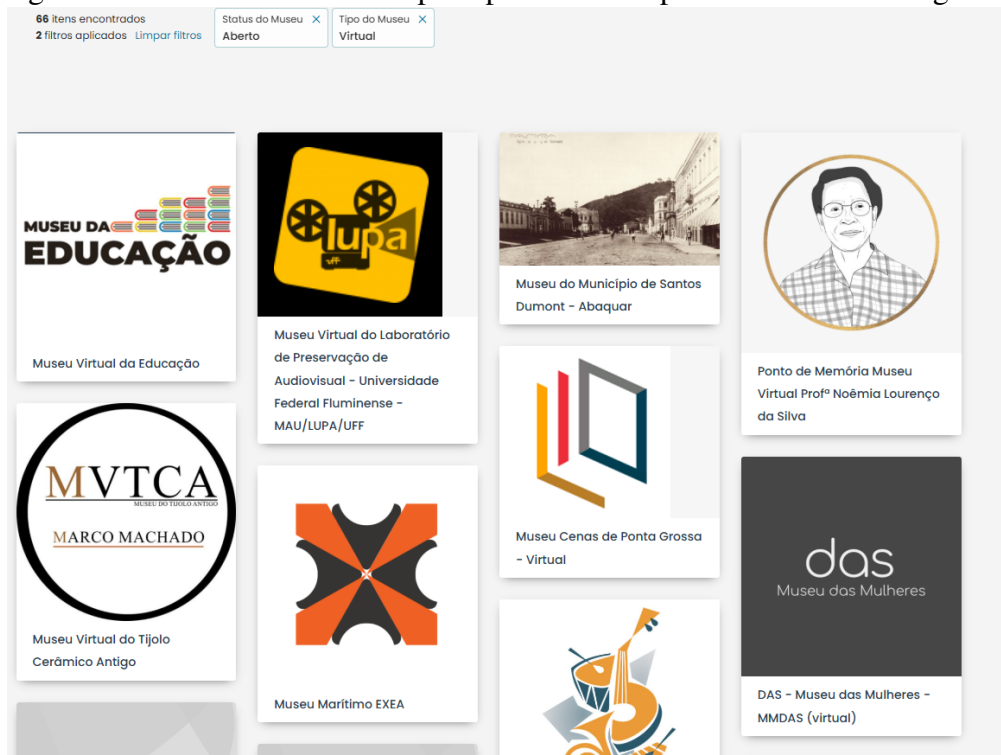 66 itens encontrados
2 filtros aplicados Limpar filtros
Status do Museu ×
Aberto
Tipo do Museu ×
Virtual
MUSEU DA
EDUCAÇÃO
Museu Virtual da Educação
lupa
uff
Museu Virtual do Laboratório
de Preservação de
Audiovisual - Universidade
Federal Fluminense -
MAU/LUPA/UFF
Museu do Município de Santos
Dumont - Abaquar
Ponto de Memória Museu
Virtual Profª Noêmia Lourenço
da Silva
MVTCA
MUSEU DO TIJOLO ANTIGO
MARCO MACHADO
Museu Virtual do Tijolo
Cerâmico Antigo
Museu Marítimo EXEA
Museu Cenas de Ponta Grossa
- Virtual
das
Museu das Mulheres
DAS - Museu das Mulheres -
MMDAS (virtual)